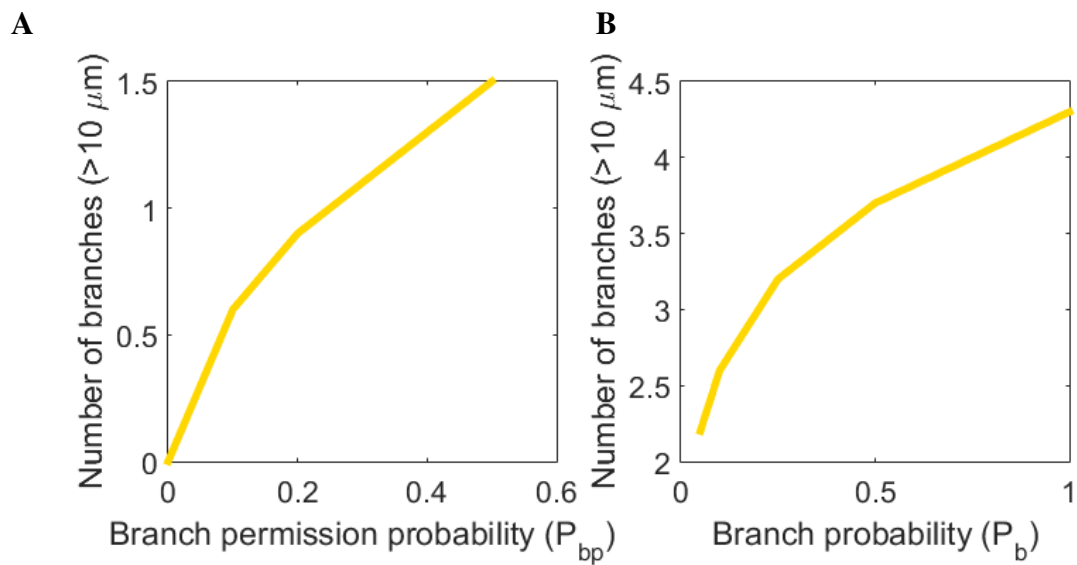 A
Number of branches (>10 μm)
1.5
1
0.5
0
0
0.2
0.4
0.6
Branch permission probability (P_bp)
B
Number of branches (>10 μm)
4.5
4
3.5
3
2.5
2
0
0.5
1
Branch probability (P_b)